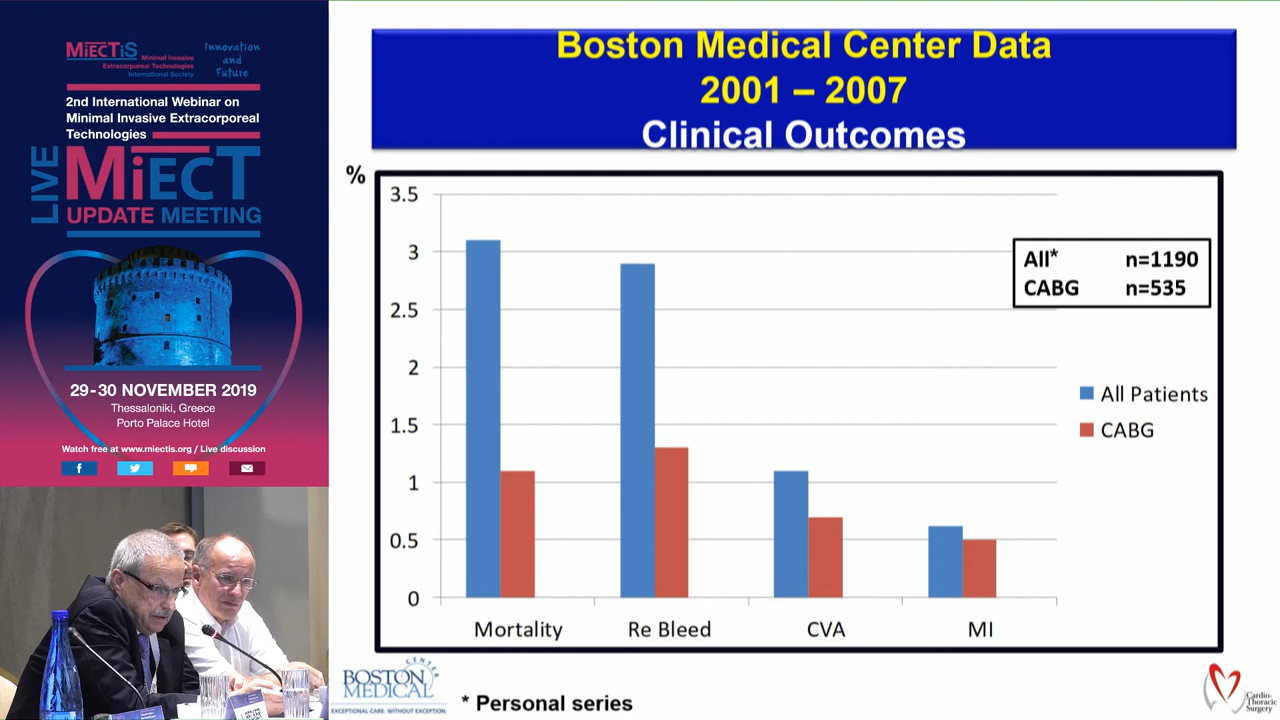 MiECTiS
Minimal Invasive
Extracorporeal Technologies
International Society
Innovation
and
Future
2nd International Webinar on
Minimal Invasive Extracorporeal
Technologies
LIVE
MiECT
UPDATE MEETING
29-30 NOVEMBER 2019
Thessaloniki, Greece
Porto Palace Hotel
Watch free at www.miectis.org / Live discussion
Boston Medical Center Data
2001 – 2007
Clinical Outcomes
%
3.5
3
2.5
2
1.5
1
0.5
0
All* n=1190
CABG n=535
All Patients
CABG
Mortality Re Bleed CVA MI
BOSTON
MEDICAL
CENTER
EXCEPTIONAL CARE. WITHOUT EXCEPTION.
* Personal series
Cardio-
Thoracic
Surgery